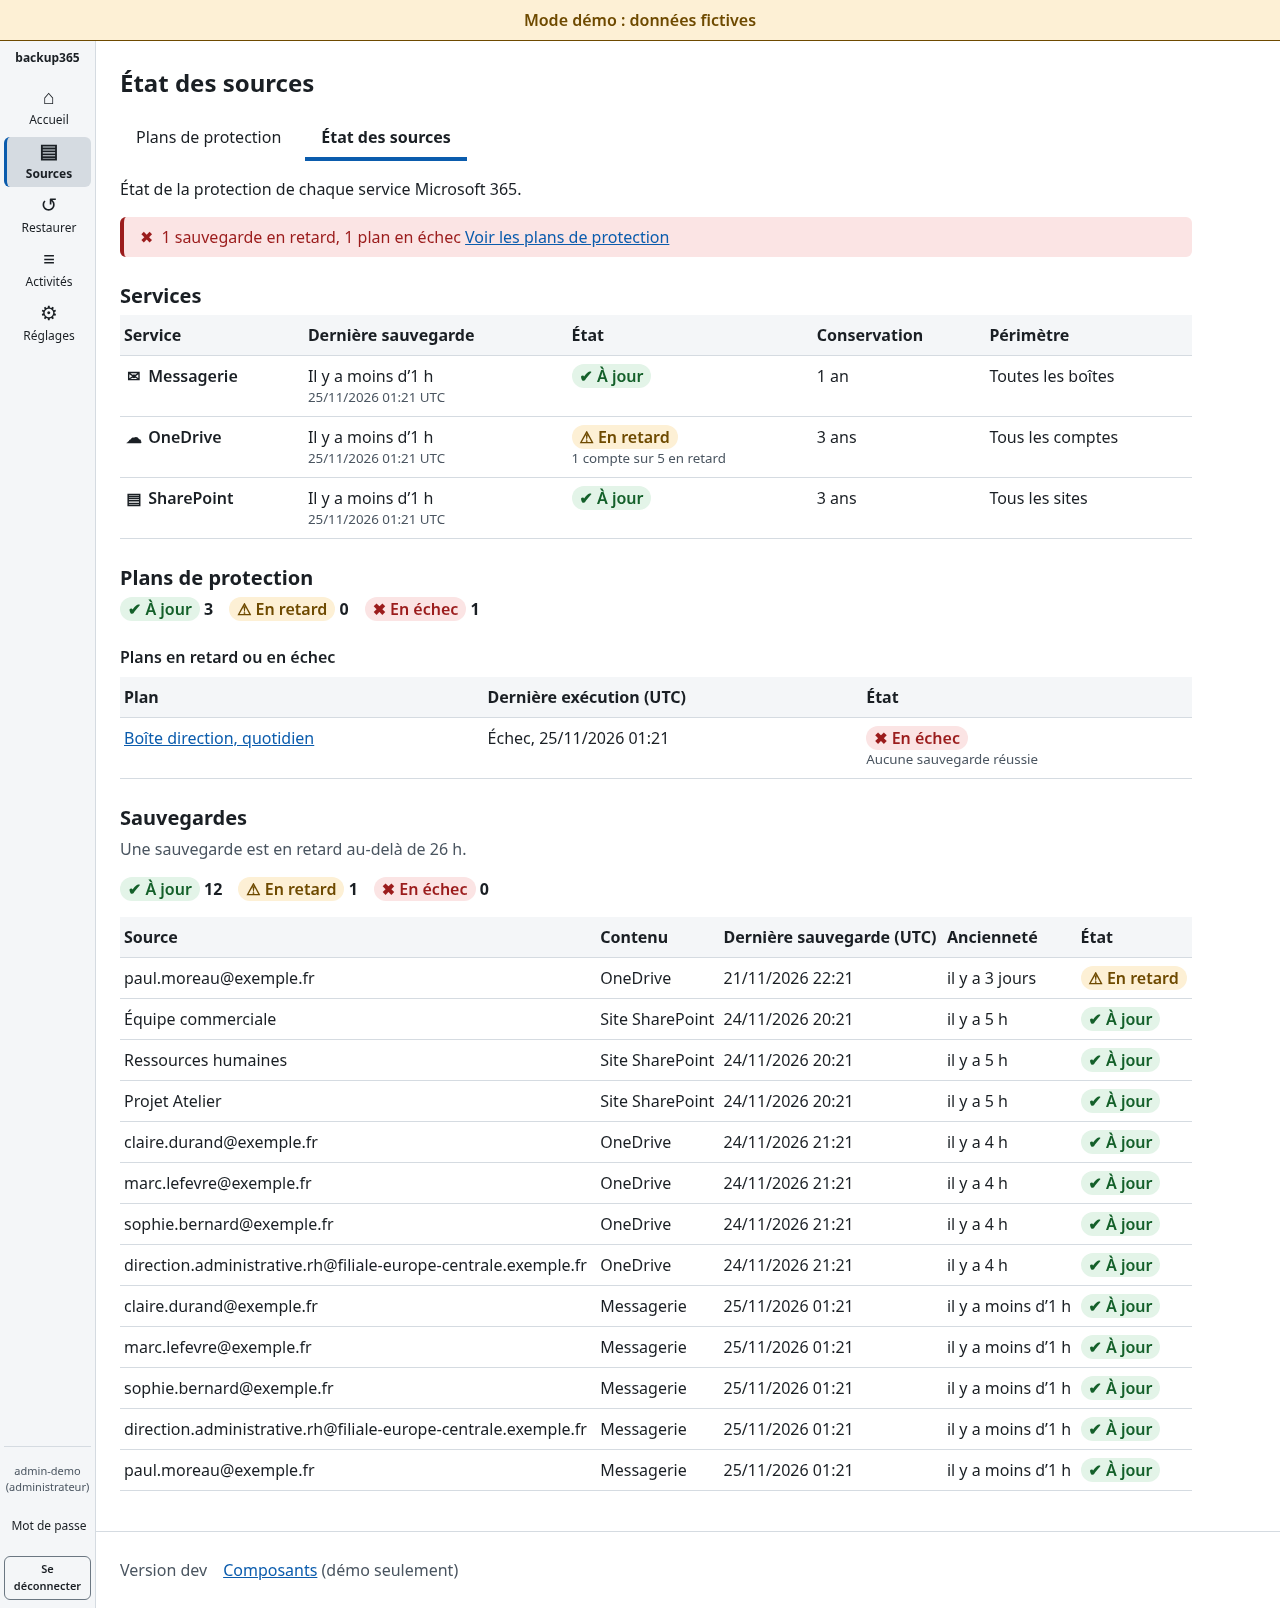 Mode démo : données fictives
backup365
Accueil
Sources
Restaurer
Activités
Réglages
admin-demo
(administrateur)
Mot de passe
Se
déconnecter
État des sources
Plans de protection État des sources
État de la protection de chaque service Microsoft 365.
✖ 1 sauvegarde en retard, 1 plan en échec Voir les plans de protection
Services
Service Dernière sauvegarde État Conservation Périmètre
✉ Messagerie Il y a moins d’1 h ✔ À jour 1 an Toutes les boîtes
25/11/2026 01:21 UTC
☁ OneDrive Il y a moins d’1 h ⚠ En retard 3 ans Tous les comptes
25/11/2026 01:21 UTC 1 compte sur 5 en retard
▤ SharePoint Il y a moins d’1 h ✔ À jour 3 ans Tous les sites
25/11/2026 01:21 UTC
Plans de protection
✔ À jour 3 ⚠ En retard 0 ✖ En échec 1
Plans en retard ou en échec
Plan Dernière exécution (UTC) État
Boîte direction, quotidien Échec, 25/11/2026 01:21 ✖ En échec
Aucune sauvegarde réussie
Sauvegardes
Une sauvegarde est en retard au-delà de 26 h.
✔ À jour 12 ⚠ En retard 1 ✖ En échec 0
Source Contenu Dernière sauvegarde (UTC) Ancienneté État
paul.moreau@exemple.fr OneDrive 21/11/2026 22:21 il y a 3 jours ⚠ En retard
Équipe commerciale Site SharePoint 24/11/2026 20:21 il y a 5 h ✔ À jour
Ressources humaines Site SharePoint 24/11/2026 20:21 il y a 5 h ✔ À jour
Projet Atelier Site SharePoint 24/11/2026 20:21 il y a 5 h ✔ À jour
claire.durand@exemple.fr OneDrive 24/11/2026 21:21 il y a 4 h ✔ À jour
marc.lefevre@exemple.fr OneDrive 24/11/2026 21:21 il y a 4 h ✔ À jour
sophie.bernard@exemple.fr OneDrive 24/11/2026 21:21 il y a 4 h ✔ À jour
direction.administrative.rh@filiale-europe-centrale.exemple.fr OneDrive 24/11/2026 21:21 il y a 4 h ✔ À jour
claire.durand@exemple.fr Messagerie 25/11/2026 01:21 il y a moins d’1 h ✔ À jour
marc.lefevre@exemple.fr Messagerie 25/11/2026 01:21 il y a moins d’1 h ✔ À jour
sophie.bernard@exemple.fr Messagerie 25/11/2026 01:21 il y a moins d’1 h ✔ À jour
direction.administrative.rh@filiale-europe-centrale.exemple.fr Messagerie 25/11/2026 01:21 il y a moins d’1 h ✔ À jour
paul.moreau@exemple.fr Messagerie 25/11/2026 01:21 il y a moins d’1 h ✔ À jour
Version dev Composants (démo seulement)